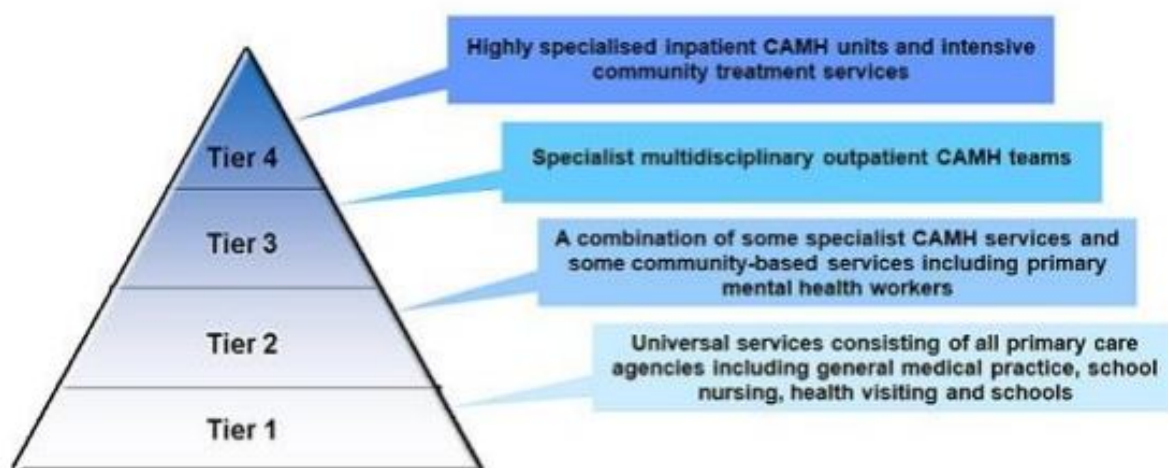 Highly specialised inpatient CAMH units and intensive
community treatment services
Tier 4
Specialist multidisciplinary outpatient CAMH teams
Tier 3
A combination of some specialist CAMH services and
some community-based services including primary
mental health workers
Tier 2
Universal services consisting of all primary care
agencies including general medical practice, school
nursing, health visiting and schools
Tier 1